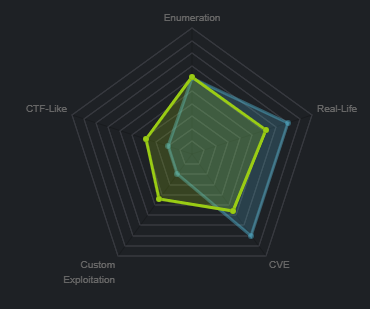 Enumeration
CTF-Like
Real-Life
Custom
Exploitation
CVE